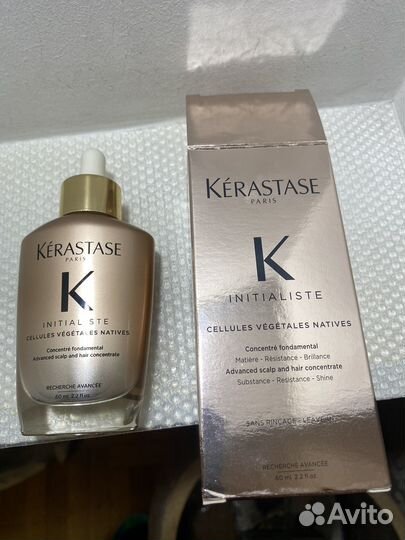 KÉRASTASE
PARIS
K
INITIALISTE
CELLULES VÉGÉTALES NATIVES
Concentré fondamental
Advanced scalp and hair concentrate
RECHERCHE AVANCÉE
60 ml 2.2 fl.oz.
KÉRASTASE
PARIS
K
INITIALISTE
CELLULES VÉGÉTALES NATIVES
Concentré fondamental
Matière - Résistance - Brillance
Advanced scalp and hair concentrate
Substance - Resistance - Shine
SANS RINÇAGE - LEAVE-IN
RECHERCHE AVANCÉE
60 ml 2.2 fl.oz.
Avito